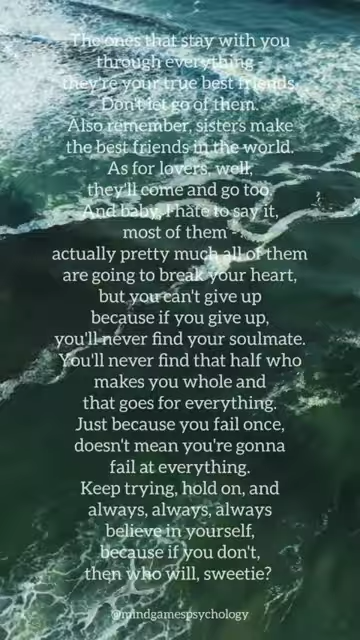 The ones that stay with you
through everything -
they're your true best friends.
Don't let go of them.
Also remember, sisters make
the best friends in the world.
As for lovers, well,
they'll come and go too.
And baby, I hate to say it,
most of them -
actually pretty much all of them
are going to break your heart,
but you can't give up
because if you give up,
you'll never find your soulmate.
You'll never find that half who
makes you whole and
that goes for everything.
Just because you fail once,
doesn't mean you're gonna
fail at everything.
Keep trying, hold on, and
always, always, always
believe in yourself,
because if you don't,
then who will, sweetie?
@mindgamespsychology